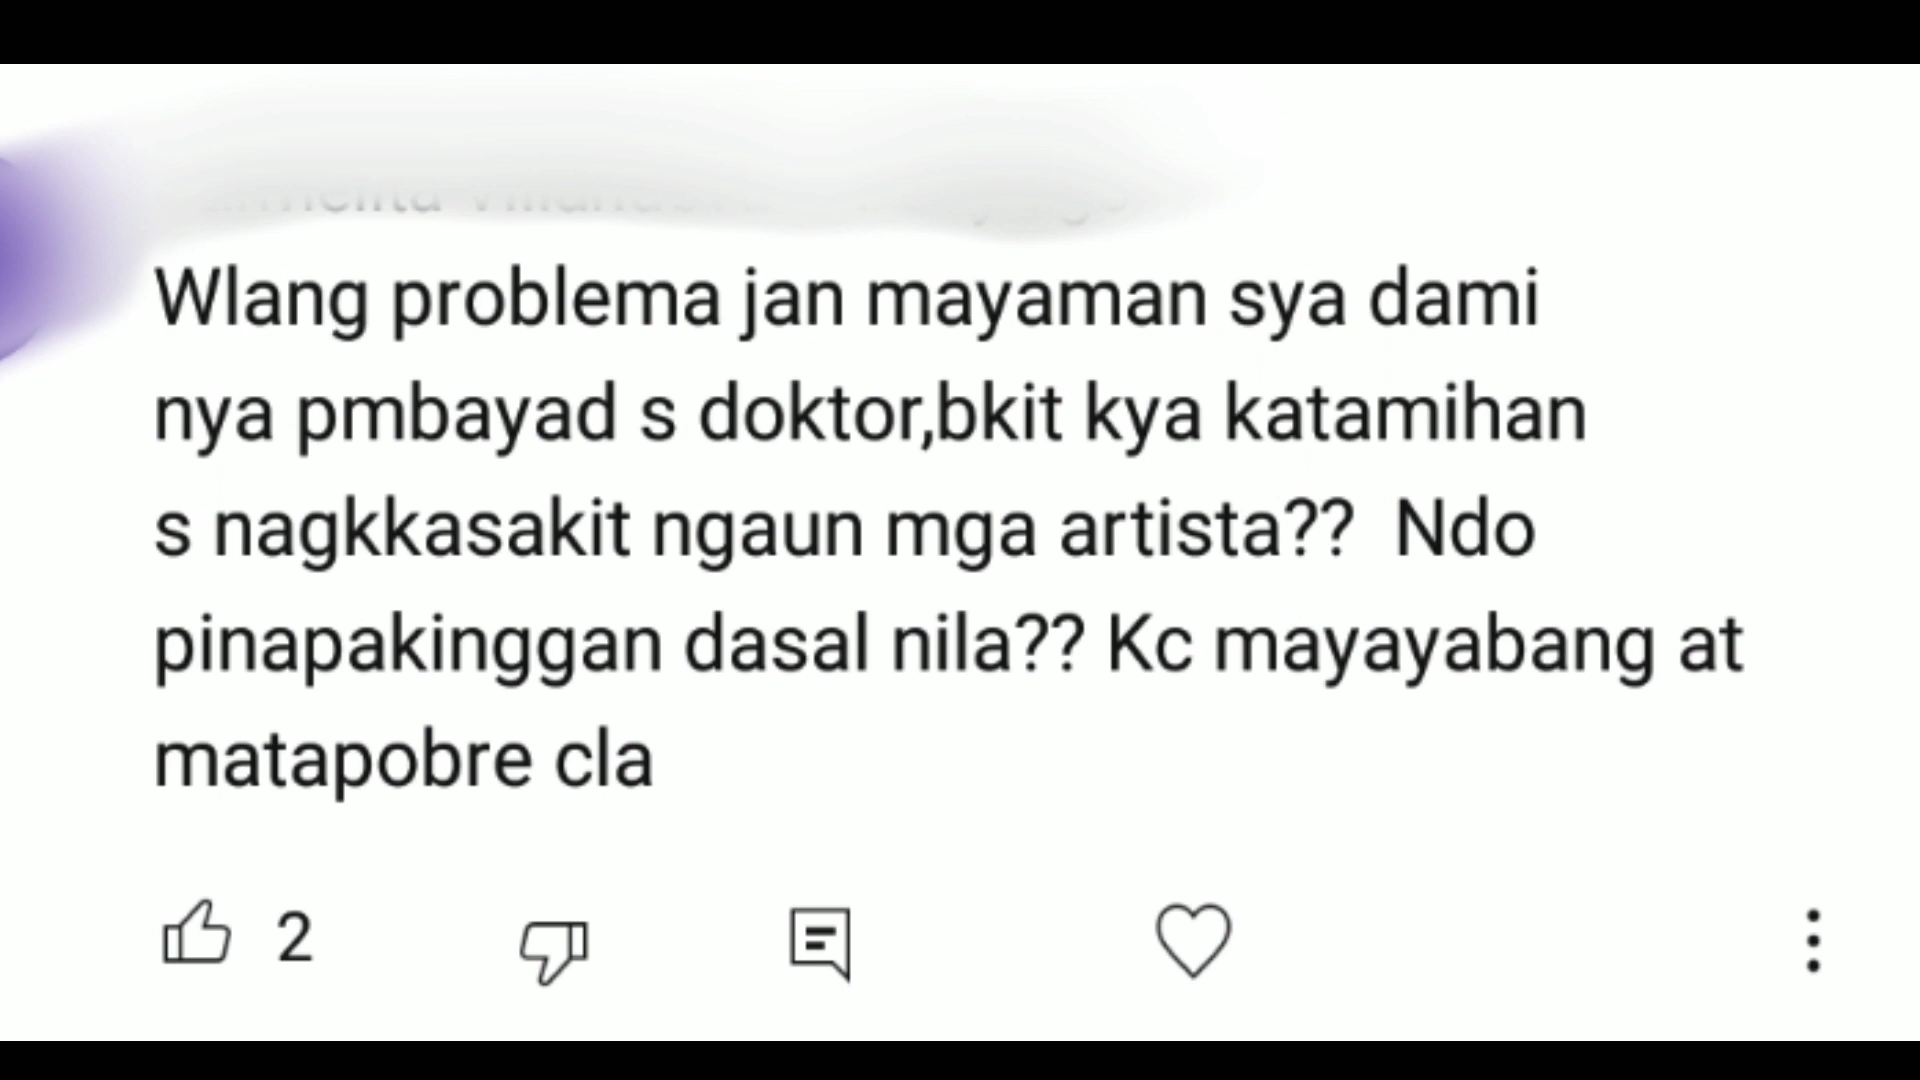 Wlang problema jan mayaman sya dami
nya pmbayad s doktor,bkit kya katamihan
s nagkkasakit ngaun mga artista??  Ndo
pinapakinggan dasal nila?? Kc mayayabang at
matapobre cla
2